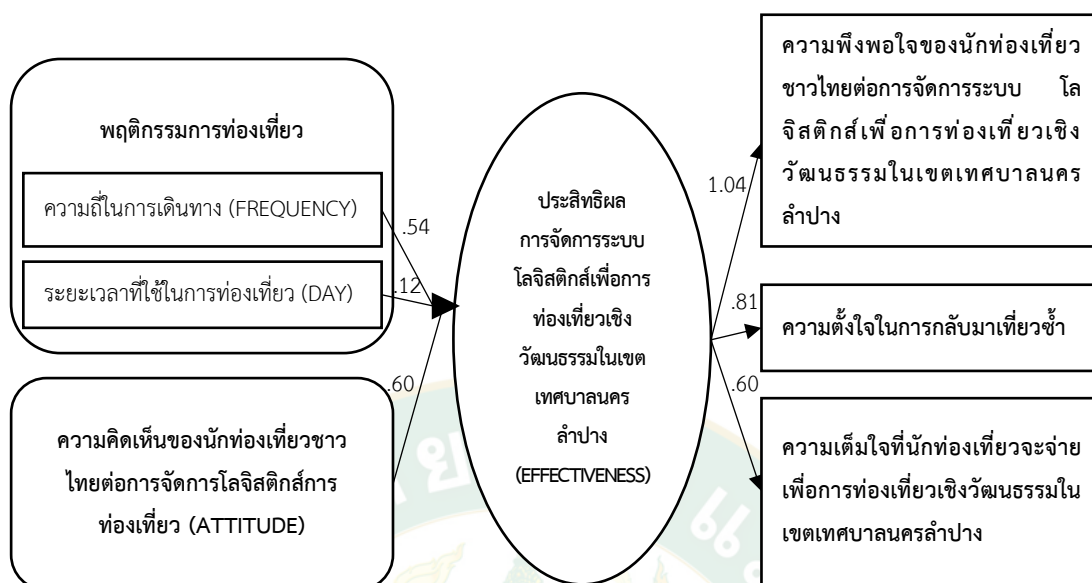 พฤติกรรมการท่องเที่ยว
ความถี่ในการเดินทาง (FREQUENCY)
ระยะเวลาที่ใช้ในการท่องเที่ยว (DAY)
ความคิดเห็นของนักท่องเที่ยวชาว
ไทยต่อการจัดการโลจิสติกส์การ
ท่องเที่ยว (ATTITUDE)
.54
.12
.60
ประสิทธิผล
การจัดการระบบ
โลจิสติกส์เพื่อการ
ท่องเที่ยวเชิง
วัฒนธรรมในเขต
เทศบาลนคร
ลำปาง
(EFFECTIVENESS)
1.04
.81
.60
ความพึงพอใจของนักท่องเที่ยว
ชาวไทยต่อการจัดการระบบ โล
จิสติกส์เพื่อการท่องเที่ยวเชิง
วัฒนธรรมในเขตเทศบาลนคร
ลำปาง
ความตั้งใจในการกลับมาเที่ยวซ้ำ
ความเต็มใจที่นักท่องเที่ยวจะจ่าย
เพื่อการท่องเที่ยวเชิงวัฒนธรรมใน
เขตเทศบาลนครลำปาง